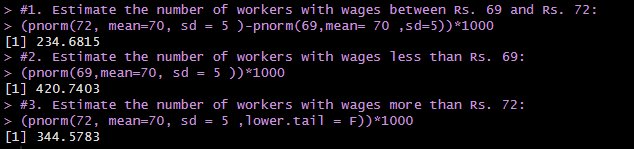 > #1. Estimate the number of workers with wages between Rs. 69 and Rs. 72:
> (pnorm(72, mean=70, sd = 5 )-pnorm(69,mean= 70 ,sd=5))*1000
[1] 234.6815
> #2. Estimate the number of workers with wages less than Rs. 69:
> (pnorm(69,mean=70, sd = 5 ))*1000
[1] 420.7403
> #3. Estimate the number of workers with wages more than Rs. 72:
> (pnorm(72, mean=70, sd = 5 ,lower.tail = F))*1000
[1] 344.5783